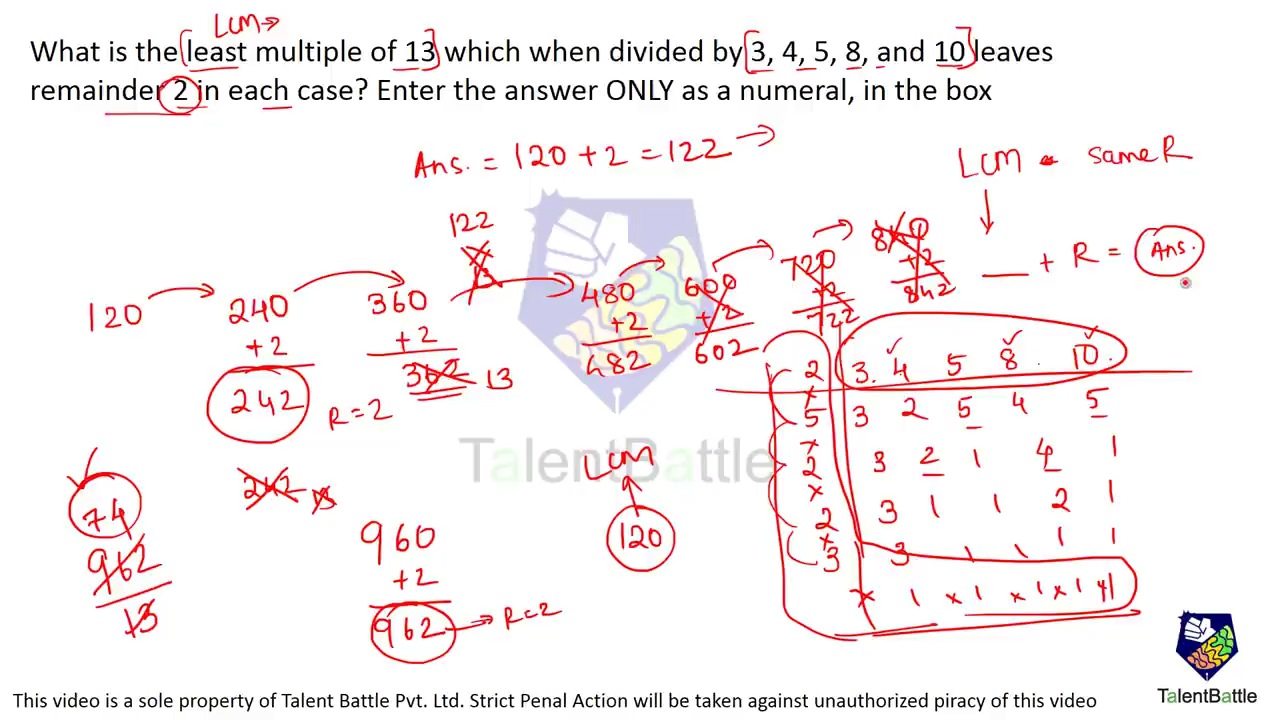 LCM→
What is the least multiple of 13 which when divided by 3, 4, 5, 8, and 10 leaves
remainder 2 in each case? Enter the answer ONLY as a numeral, in the box
Ans. = 120 + 2 = 122 →
LCM - same R
___ + R = Ans.
122
13
120 → 240 → 360 → 480 → 600 → 720 → 840
+2 +2 +2 +2 +2 +2
242 362 482 602 722 842
R=2
13
242 13
2 3. 4 5 8. 10.
x
5 3 2 5 4 5
x
2 3 2 1 4 1
x
2 3 1 1 2 1
x
3 3 1 1 1 1
x 1 x 1 x 1 x 1 x 1
TalentBattle
LCM
120
74
962
13
960
+2
962 → R=2
TalentBattle
This video is a sole property of Talent Battle Pvt. Ltd. Strict Penal Action will be taken against unauthorized piracy of this video